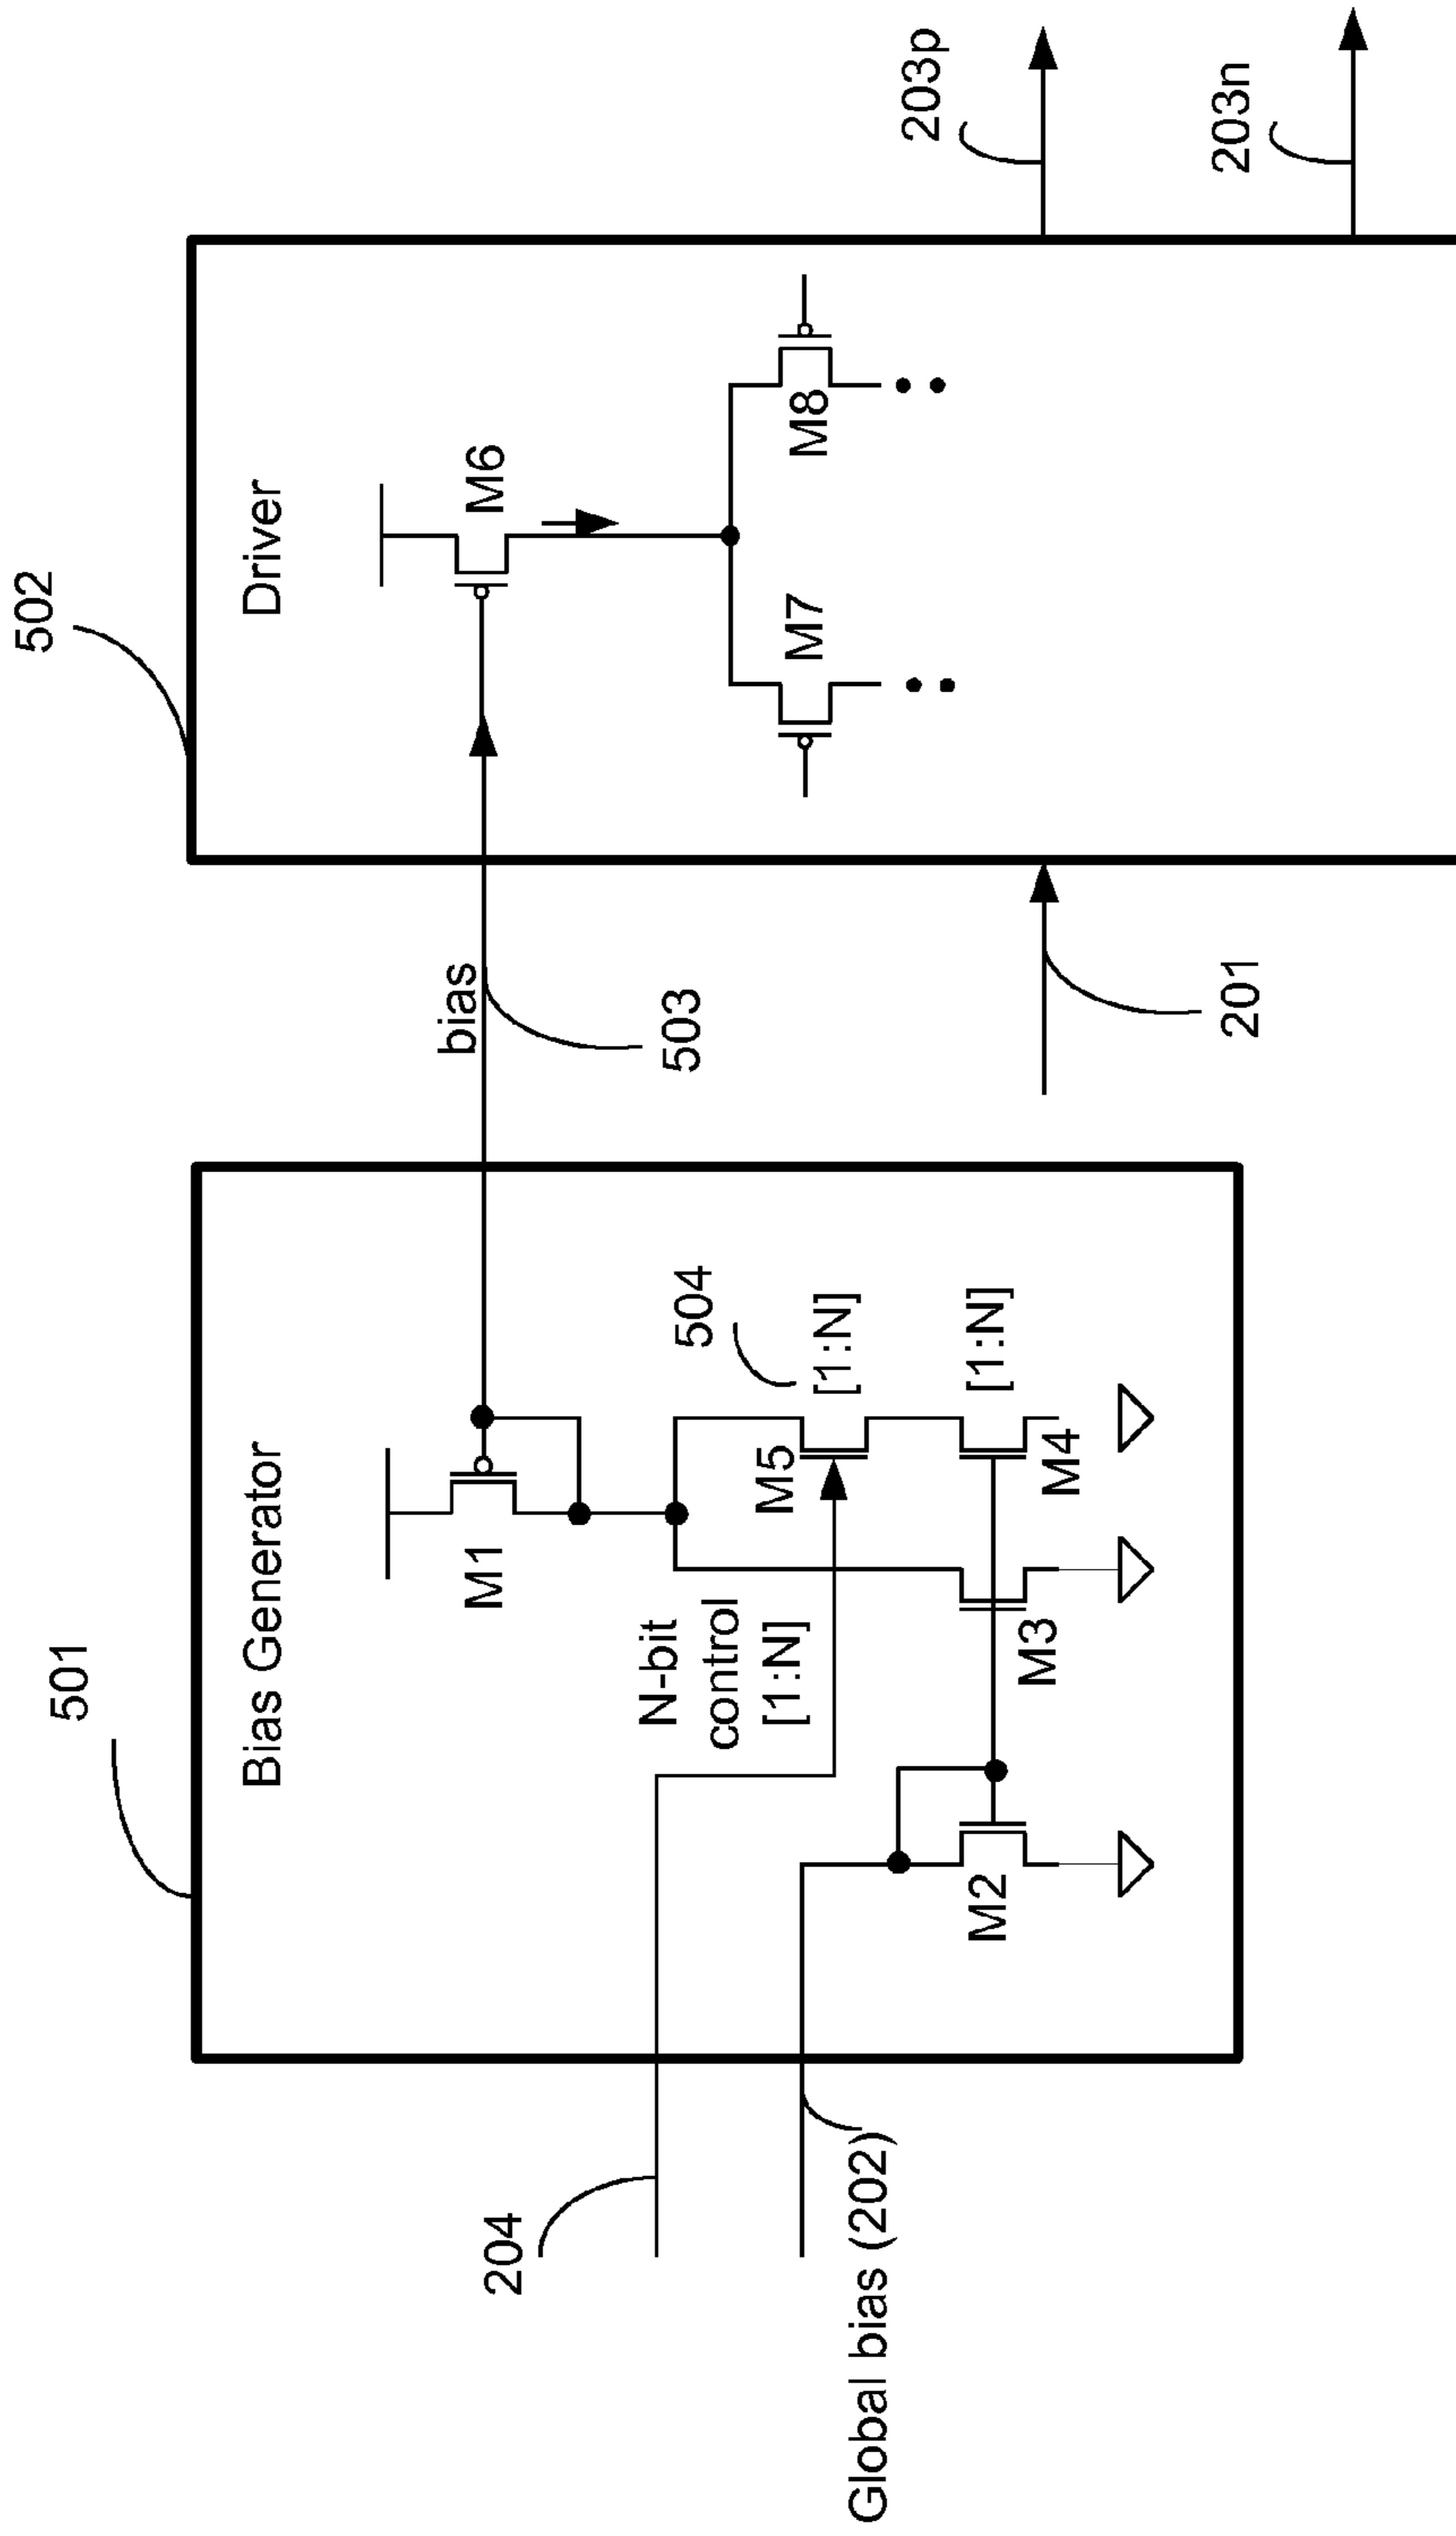 501
Bias Generator
M1
204
N-bit
control
[1:N]
Global bias (202)
M2
M3
M5
504
[1:N]
[1:N]
M4
bias
503
201
502
Driver
M6
M7
M8
203p
203n